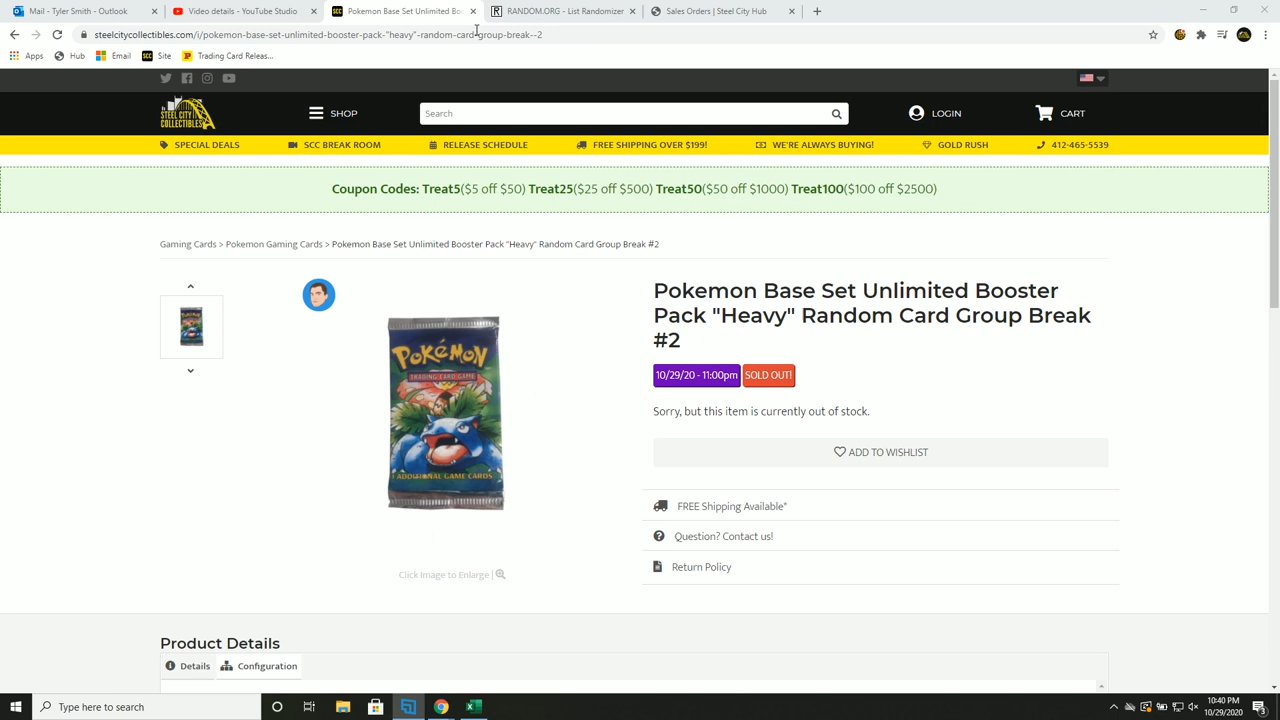 Mail - Tyler Smith - Outlook
Video details - YouTube Studio
Pokemon Base Set Unlimited Boo
RANDOM.ORG - List Randomizer
Sales Orders | Steel City Hub
steelcitycollectibles.com/i/pokemon-base-set-unlimited-booster-pack-"heavy"-random-card-group-break--2
Apps
Hub
Email
SCC
Site
Trading Card Releas...
STEEL CITY
COLLECTIBLES
SHOP
Search
LOGIN
CART
SPECIAL DEALS
SCC BREAK ROOM
RELEASE SCHEDULE
FREE SHIPPING OVER $199!
WE'RE ALWAYS BUYING!
GOLD RUSH
412-465-5539
Coupon Codes: Treat5($5 off $50) Treat25($25 off $500) Treat50($50 off $1000) Treat100($100 off $2500)
Gaming Cards > Pokemon Gaming Cards > Pokemon Base Set Unlimited Booster Pack "Heavy" Random Card Group Break #2
POKéMON
TRADING CARD GAME
11 ADDITIONAL GAME CARDS
Click Image to Enlarge |
Pokemon Base Set Unlimited Booster
Pack "Heavy" Random Card Group Break
#2
10/29/20 - 11:00pm
SOLD OUT!
Sorry, but this item is currently out of stock.
ADD TO WISHLIST
FREE Shipping Available*
Question? Contact us!
Return Policy
Product Details
Details
Configuration
Type here to search
10:40 PM
10/29/2020
3